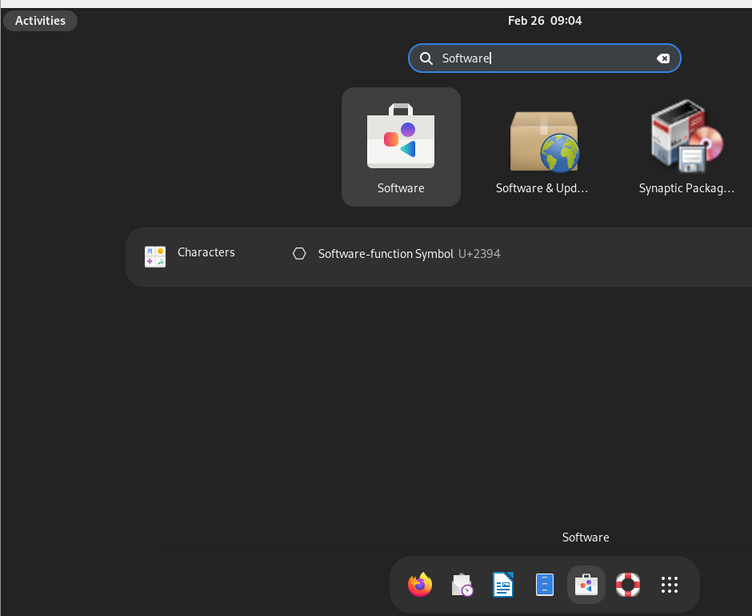 Activities
Feb 26 09:04
Software
Software
Software & Upd...
Synaptic Packag...
Characters
Software-function Symbol U+2394
Software